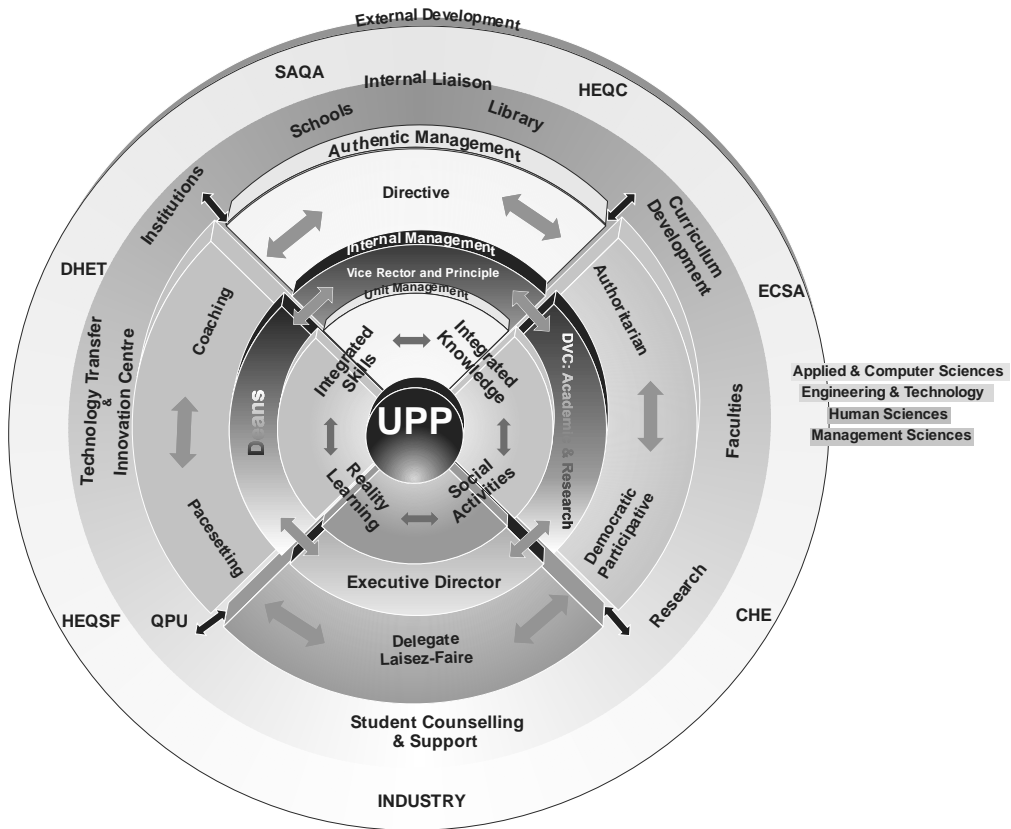 External Development
SAQA
HEQC
Internal Liaison
Schools
Library
Authentic Management
Directive
Institutions
Curriculum
Development
Internal Management
Vice Rector and Principle
Unit Management
DHET
ECSA
Coaching
Authoritarian
Integrated
Skills
Integrated
Knowledge
Technology Transfer
&
Innovation Centre
Deans
UPP
DVC: Academic & Research
Faculties
Applied & Computer Sciences
Engineering & Technology
Human Sciences
Management Sciences
Reality
Learning
Social
Activities
Pacesetting
Democratic
Participative
Executive Director
Research
HEQSF
QPU
CHE
Delegate
Laisez-Faire
Student Counselling
& Support
INDUSTRY